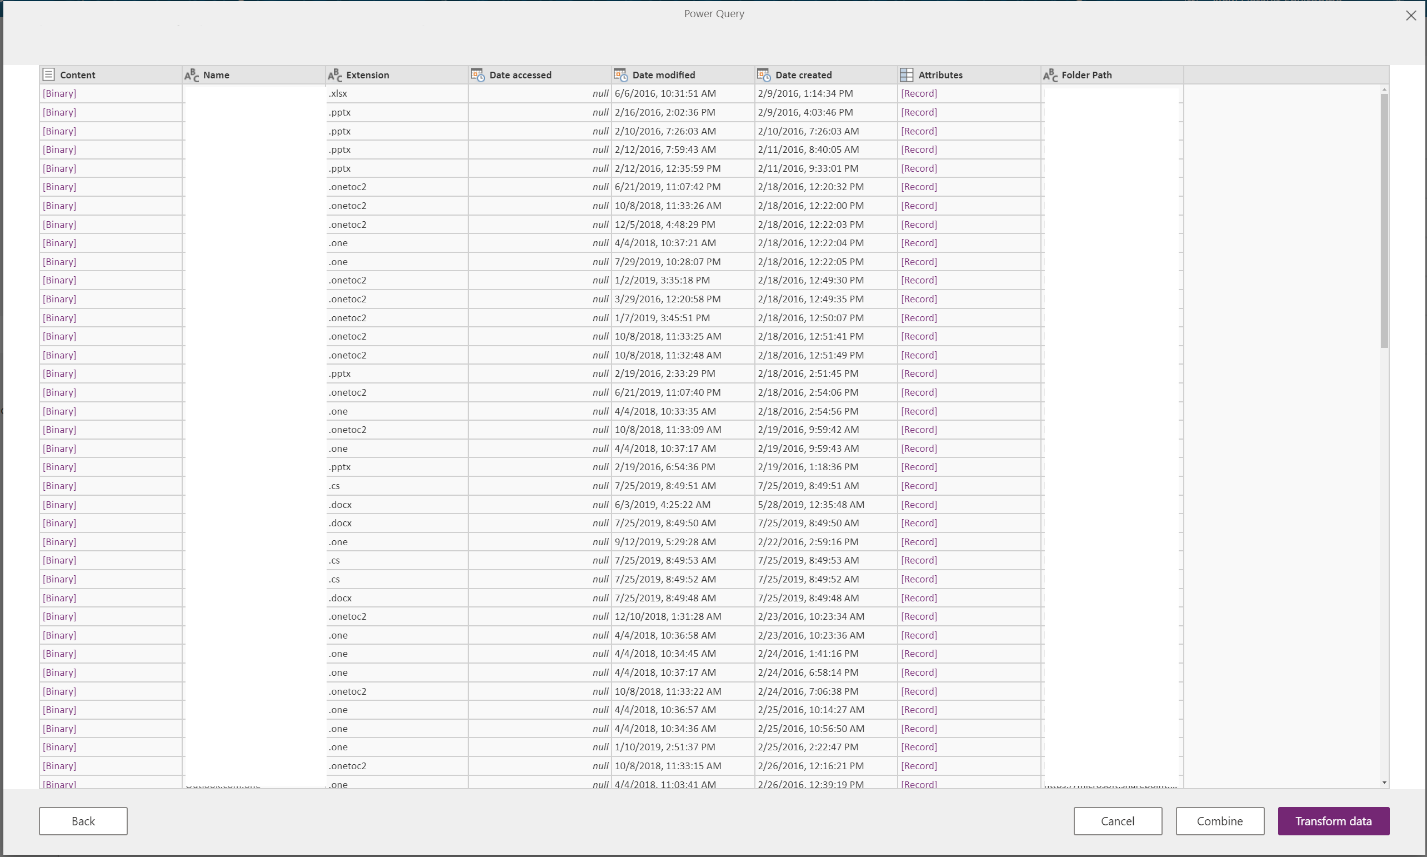 Power Query
Content Name Extension Date accessed Date modified Date created Attributes Folder Path
[Binary] .xlsx null 6/6/2016, 10:31:51 AM 2/9/2016, 1:14:34 PM [Record]
[Binary] .pptx null 2/16/2016, 2:02:36 PM 2/9/2016, 4:03:46 PM [Record]
[Binary] .pptx null 2/10/2016, 7:26:03 AM 2/10/2016, 7:26:03 AM [Record]
[Binary] .pptx null 2/12/2016, 7:59:43 AM 2/11/2016, 8:40:05 AM [Record]
[Binary] .pptx null 2/12/2016, 12:35:59 PM 2/11/2016, 9:33:01 PM [Record]
[Binary] .onetoc2 null 6/21/2019, 11:07:42 PM 2/18/2016, 12:20:32 PM [Record]
[Binary] .onetoc2 null 10/8/2018, 11:33:26 AM 2/18/2016, 12:22:00 PM [Record]
[Binary] .onetoc2 null 12/5/2018, 4:48:29 PM 2/18/2016, 12:22:03 PM [Record]
[Binary] .one null 4/4/2018, 10:37:21 AM 2/18/2016, 12:22:04 PM [Record]
[Binary] .one null 7/29/2019, 10:28:07 PM 2/18/2016, 12:22:05 PM [Record]
[Binary] .onetoc2 null 1/2/2019, 3:35:18 PM 2/18/2016, 12:49:30 PM [Record]
[Binary] .onetoc2 null 3/29/2016, 12:20:58 PM 2/18/2016, 12:49:35 PM [Record]
[Binary] .onetoc2 null 1/7/2019, 3:45:51 PM 2/18/2016, 12:50:07 PM [Record]
[Binary] .onetoc2 null 10/8/2018, 11:33:25 AM 2/18/2016, 12:51:41 PM [Record]
[Binary] .onetoc2 null 10/8/2018, 11:32:48 AM 2/18/2016, 12:51:49 PM [Record]
[Binary] .pptx null 2/19/2016, 2:33:29 PM 2/18/2016, 2:51:45 PM [Record]
[Binary] .onetoc2 null 6/21/2019, 11:07:40 PM 2/18/2016, 2:54:06 PM [Record]
[Binary] .one null 4/4/2018, 10:33:35 AM 2/18/2016, 2:54:56 PM [Record]
[Binary] .onetoc2 null 10/8/2018, 11:33:09 AM 2/19/2016, 9:59:42 AM [Record]
[Binary] .one null 4/4/2018, 10:37:17 AM 2/19/2016, 9:59:43 AM [Record]
[Binary] .pptx null 2/19/2016, 6:54:36 PM 2/19/2016, 1:18:36 PM [Record]
[Binary] .cs null 7/25/2019, 8:49:51 AM 7/25/2019, 8:49:51 AM [Record]
[Binary] .docx null 6/3/2019, 4:25:22 AM 5/28/2019, 12:35:48 AM [Record]
[Binary] .docx null 7/25/2019, 8:49:50 AM 7/25/2019, 8:49:50 AM [Record]
[Binary] .one null 9/12/2019, 5:29:28 AM 2/22/2016, 2:59:16 PM [Record]
[Binary] .cs null 7/25/2019, 8:49:53 AM 7/25/2019, 8:49:53 AM [Record]
[Binary] .cs null 7/25/2019, 8:49:52 AM 7/25/2019, 8:49:52 AM [Record]
[Binary] .docx null 7/25/2019, 8:49:48 AM 7/25/2019, 8:49:48 AM [Record]
[Binary] .onetoc2 null 12/10/2018, 1:31:28 AM 2/23/2016, 10:23:34 AM [Record]
[Binary] .one null 4/4/2018, 10:36:58 AM 2/23/2016, 10:23:36 AM [Record]
[Binary] .one null 4/4/2018, 10:34:45 AM 2/24/2016, 1:41:16 PM [Record]
[Binary] .one null 4/4/2018, 10:37:17 AM 2/24/2016, 6:58:14 PM [Record]
[Binary] .onetoc2 null 10/8/2018, 11:33:22 AM 2/24/2016, 7:06:38 PM [Record]
[Binary] .one null 4/4/2018, 10:36:57 AM 2/25/2016, 10:14:27 AM [Record]
[Binary] .one null 4/4/2018, 10:34:36 AM 2/25/2016, 10:56:50 AM [Record]
[Binary] .one null 1/10/2019, 2:51:37 PM 2/25/2016, 2:22:47 PM [Record]
[Binary] .onetoc2 null 10/8/2018, 11:33:15 AM 2/26/2016, 12:16:21 PM [Record]
[Binary] .one null 4/4/2018, 11:03:41 AM 2/26/2016, 12:39:19 PM [Record]
Back Cancel Combine Transform data